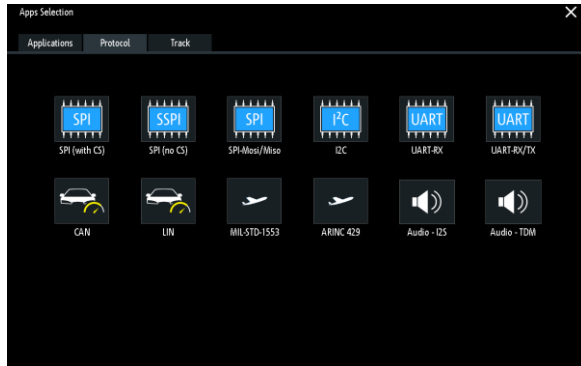 Apps Selection
Applications Protocol Track
SPI SSPI SPI I²C UART UART
SPI (with CS) SPI (no CS) SPI-Mosi/Miso I2C UART-RX UART-RX/TX
CAN LIN MIL-STD-1553 ARINC 429 Audio - I2S Audio - TDM